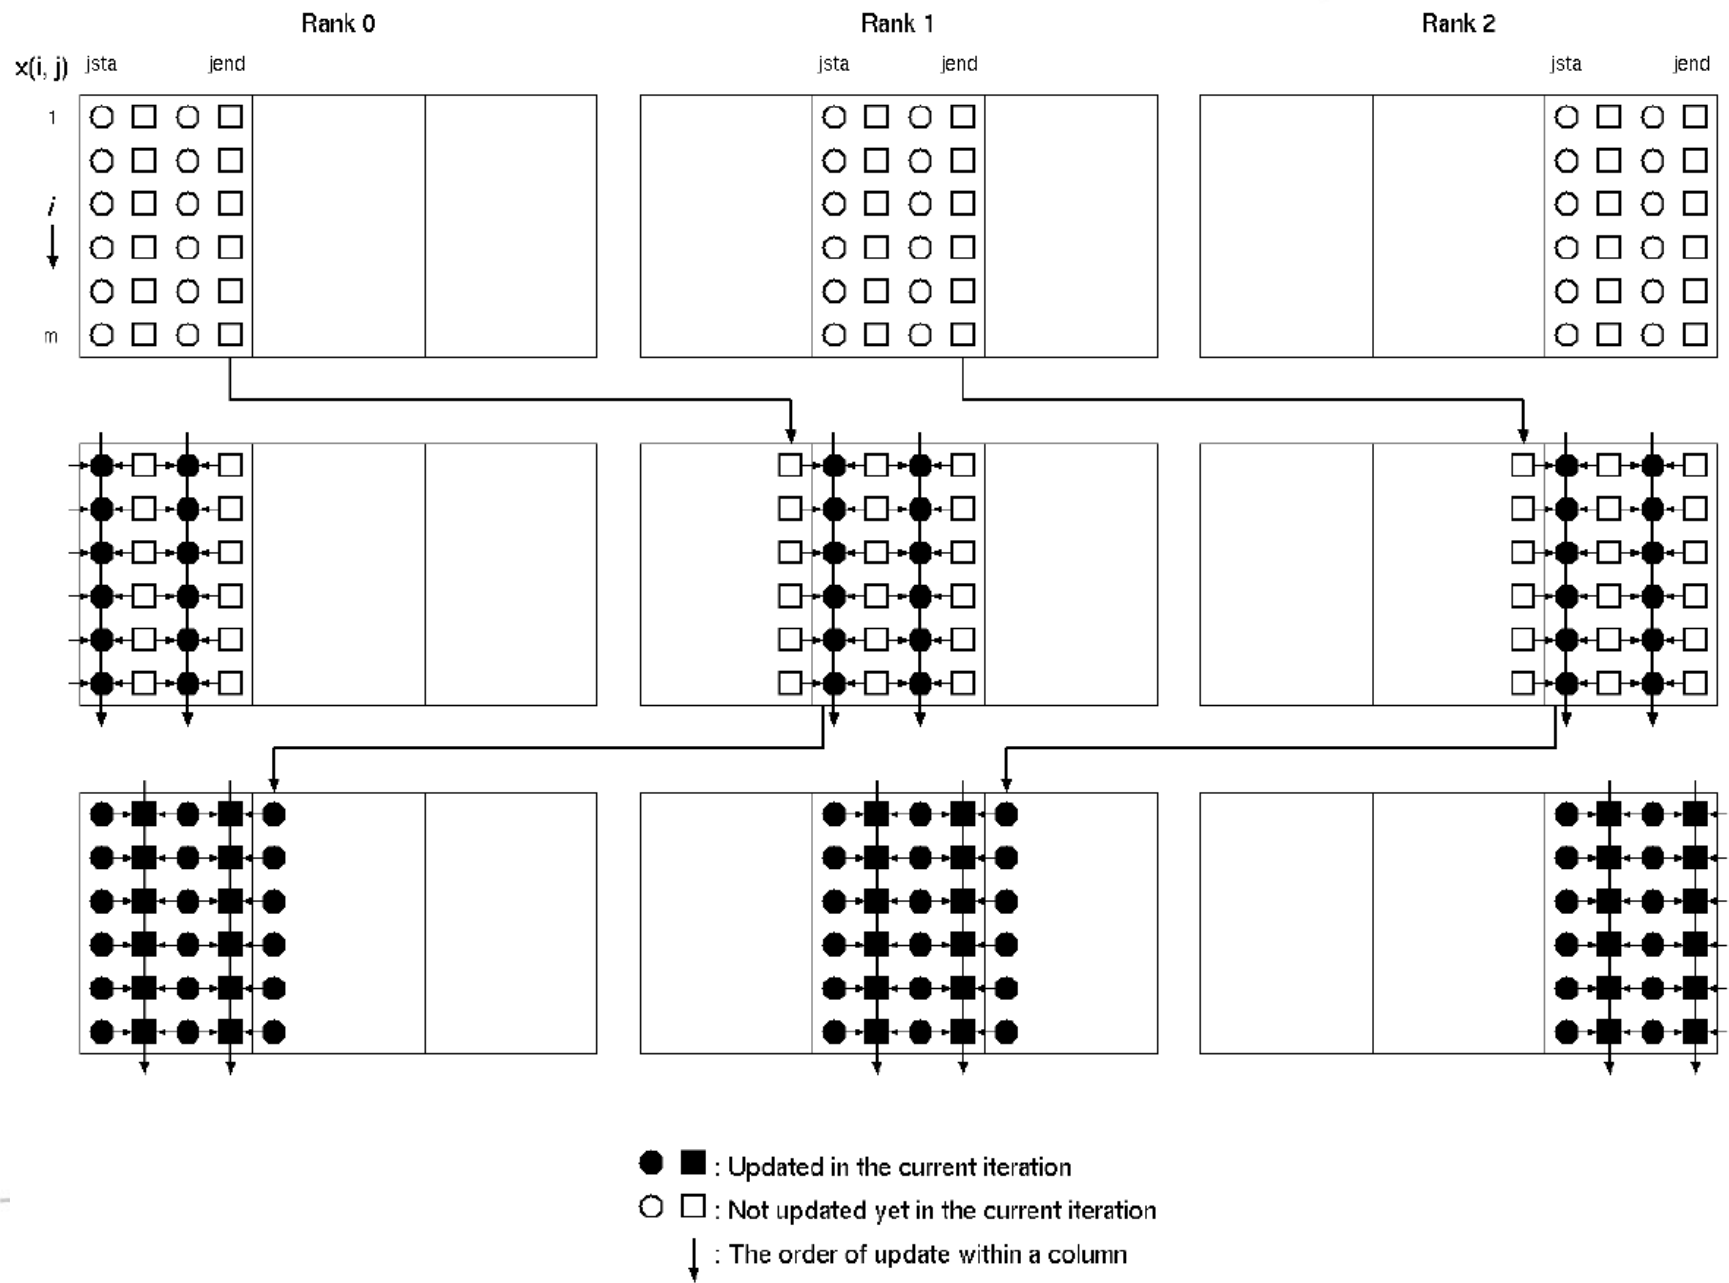 Rank 0 Rank 1 Rank 2
x(i, j) jsta jend jsta jend jsta jend
1
i
m
: Updated in the current iteration
: Not updated yet in the current iteration
: The order of update within a column